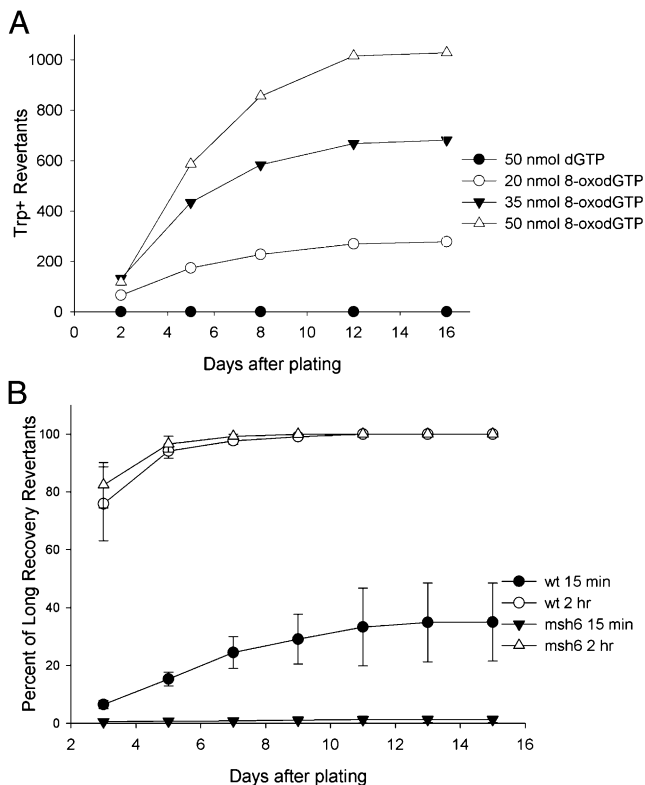 A
1000
800
600
400
200
0
Trp+ Revertants
0 2 4 6 8 10 12 14 16
Days after plating
50 nmol dGTP
20 nmol 8-oxodGTP
35 nmol 8-oxodGTP
50 nmol 8-oxodGTP
B
100
80
60
40
20
0
Percent of Long Recovery Revertants
2 4 6 8 10 12 14 16
Days after plating
wt 15 min
wt 2 hr
msh6 15 min
msh6 2 hr